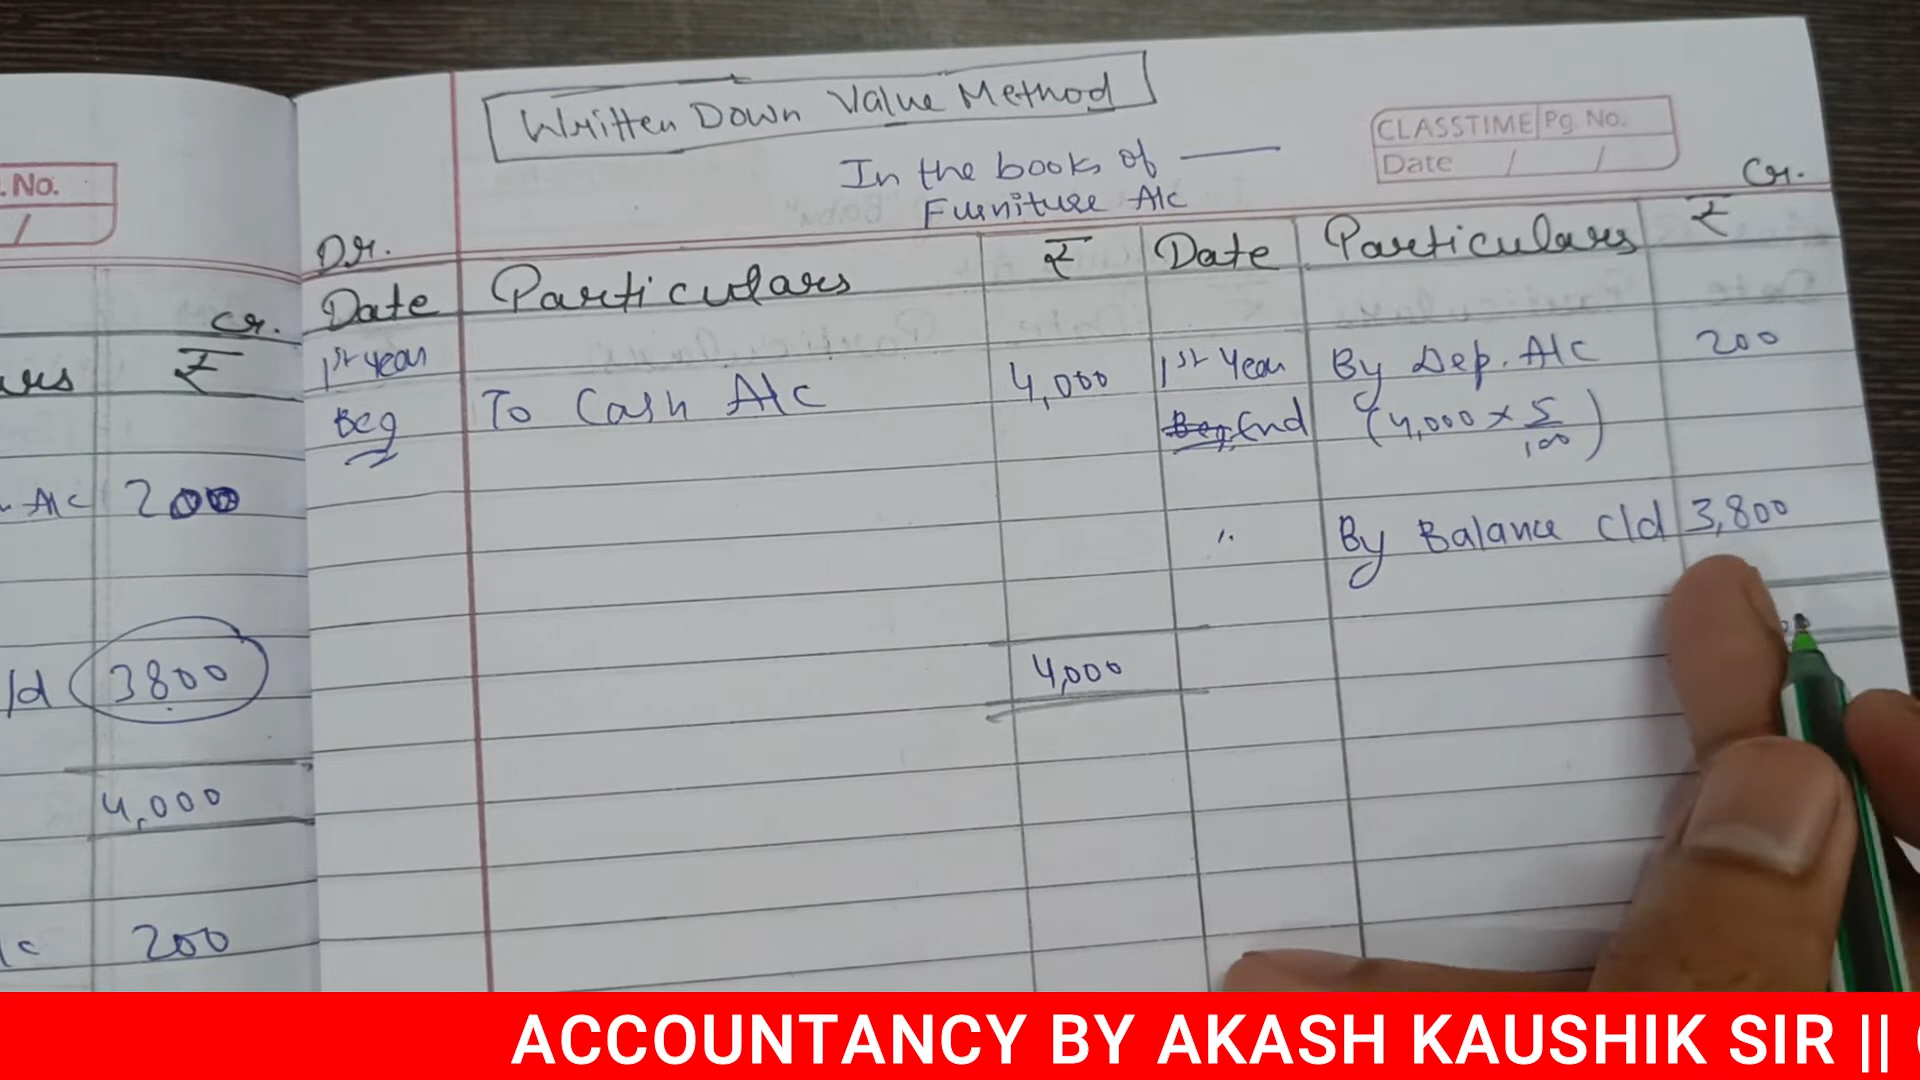 Written Down Value Method
In the books of
Furniture A/c
CLASSTIME Pg. No.
Date / /
. No.
/
Dr.
Cr.
Date Particulars ₹ Date Particulars ₹
1st year
Beg To Cash A/c 4,000 1st Year By Dep. A/c 200
End (4,000 × 5/100)
〃 By Balance c/d 3,800
4,000
cr.
₹
A/c 200
/d 3800
4,000
/c 200
ACCOUNTANCY BY AKASH KAUSHIK SIR ||